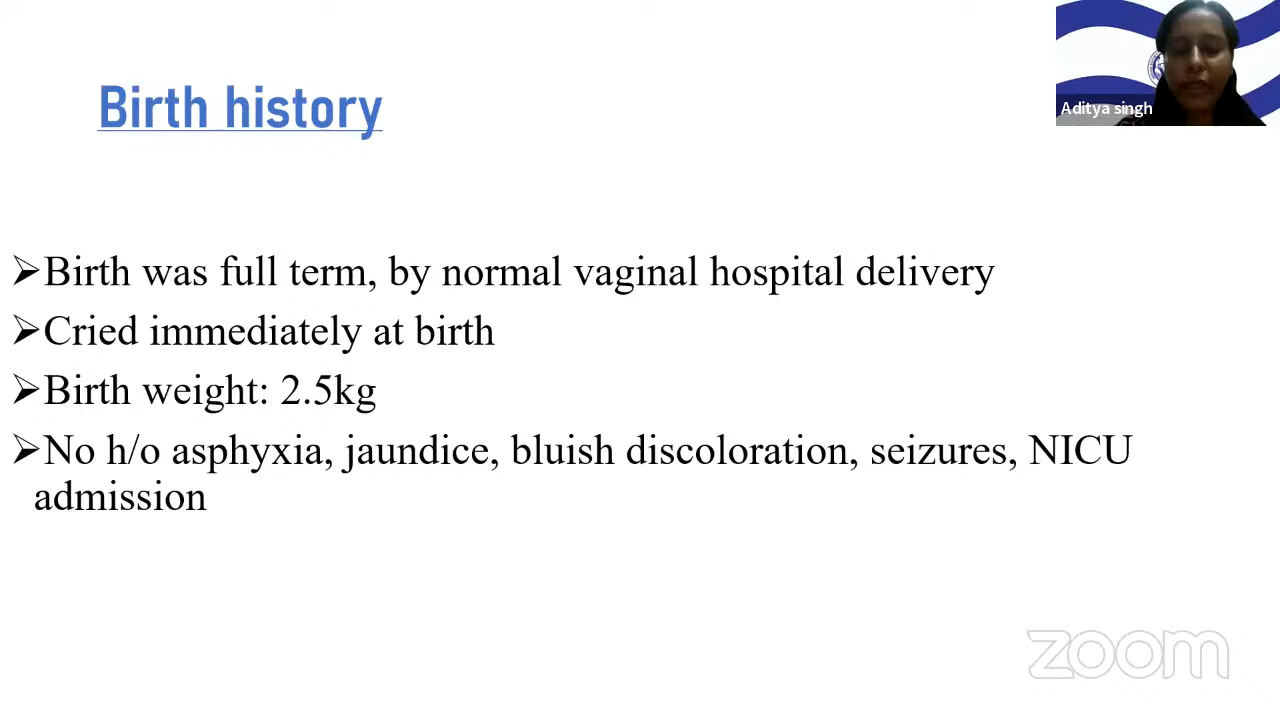 Birth history
Aditya singh
➢Birth was full term, by normal vaginal hospital delivery
➢Cried immediately at birth
➢Birth weight: 2.5kg
➢No h/o asphyxia, jaundice, bluish discoloration, seizures, NICU
admission
zoom